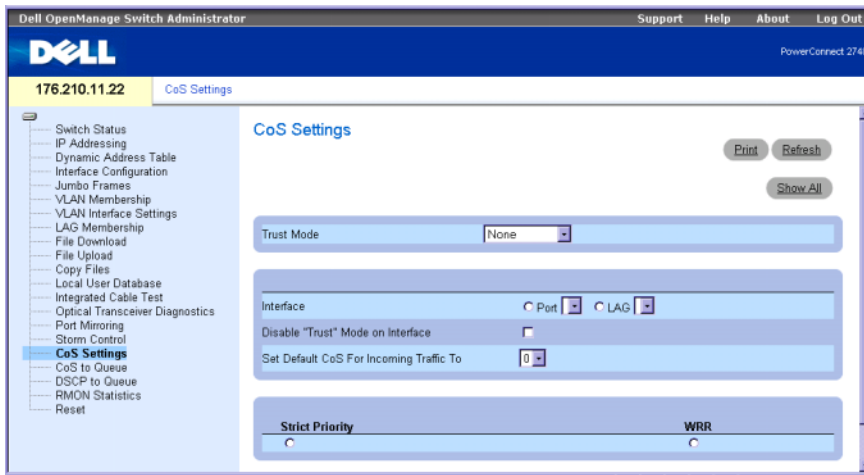 Dell OpenManage Switch Administrator
Support Help About Log Out
DELL
PowerConnect 274
176.210.11.22
CoS Settings
Switch Status
IP Addressing
Dynamic Address Table
Interface Configuration
Jumbo Frames
VLAN Membership
VLAN Interface Settings
LAG Membership
File Download
File Upload
Copy Files
Local User Database
Integrated Cable Test
Optical Transceiver Diagnostics
Port Mirroring
Storm Control
CoS Settings
CoS to Queue
DSCP to Queue
RMON Statistics
Reset
CoS Settings
Print Refresh
Show All
Trust Mode None
Interface Port LAG
Disable "Trust" Mode on Interface
Set Default CoS For Incoming Traffic To 0
Strict Priority WRR